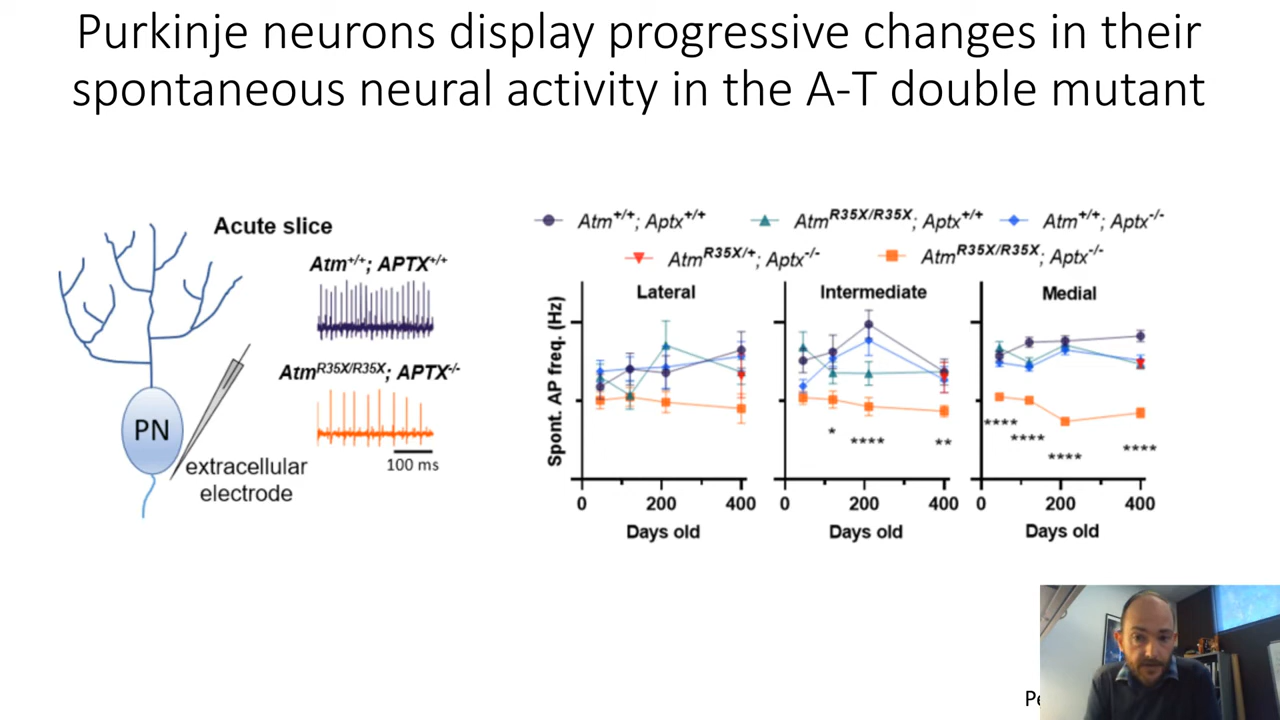 Purkinje neurons display progressive changes in their
spontaneous neural activity in the A-T double mutant
Acute slice
Atm+/+; APTX+/+
AtmR35X/R35X; APTX-/-
PN
100 ms
extracellular
electrode
Atm+/+; Aptx+/+
AtmR35X/R35X; Aptx+/+
Atm+/+; Aptx-/-
AtmR35X/+; Aptx-/-
AtmR35X/R35X; Aptx-/-
Spont. AP freq. (Hz)
Lateral
0 200 400
Days old
Intermediate
* **** **
0 200 400
Days old
Medial
**** **** **** ****
0 200 400
Days old